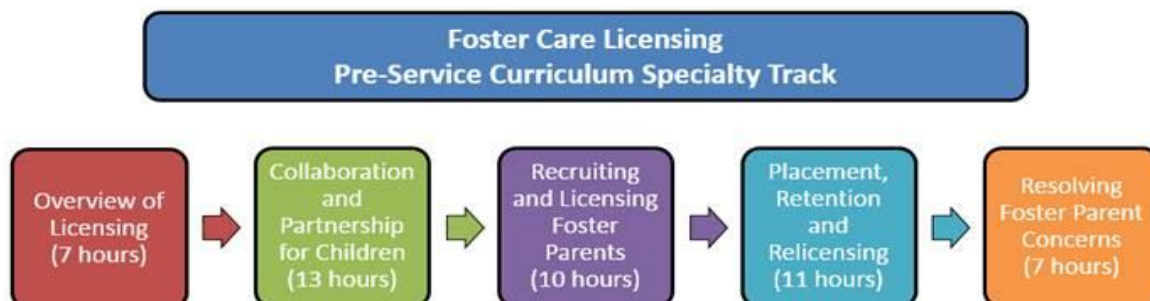 Foster Care Licensing
Pre-Service Curriculum Specialty Track
Overview of
Licensing
(7 hours)
Collaboration
and
Partnership
for Children
(13 hours)
Recruiting
and Licensing
Foster
Parents
(10 hours)
Placement,
Retention
and
Relicensing
(11 hours)
Resolving
Foster Parent
Concerns
(7 hours)